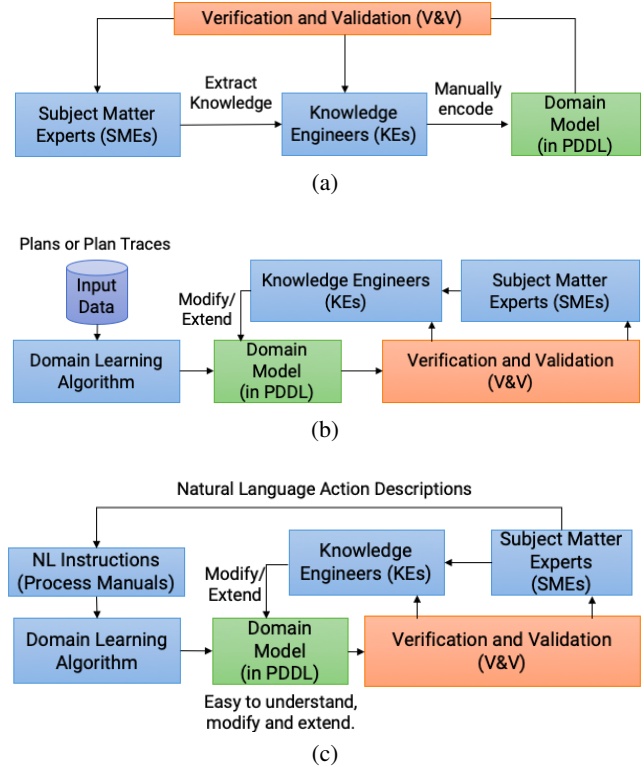 Verification and Validation (V&V)
Extract
Knowledge
Manually
encode
Subject Matter
Experts (SMEs)
Knowledge
Engineers (KEs)
Domain
Model
(in PDDL)
(a)
Plans or Plan Traces
Input
Data
Modify/
Extend
Knowledge Engineers
(KEs)
Subject Matter
Experts (SMEs)
Domain Learning
Algorithm
Domain
Model
(in PDDL)
Verification and Validation
(V&V)
(b)
Natural Language Action Descriptions
NL Instructions
(Process Manuals)
Modify/
Extend
Knowledge
Engineers (KEs)
Subject Matter
Experts
(SMEs)
Domain Learning
Algorithm
Domain
Model
(in PDDL)
Verification and Validation
(V&V)
Easy to understand,
modify and extend.
(c)